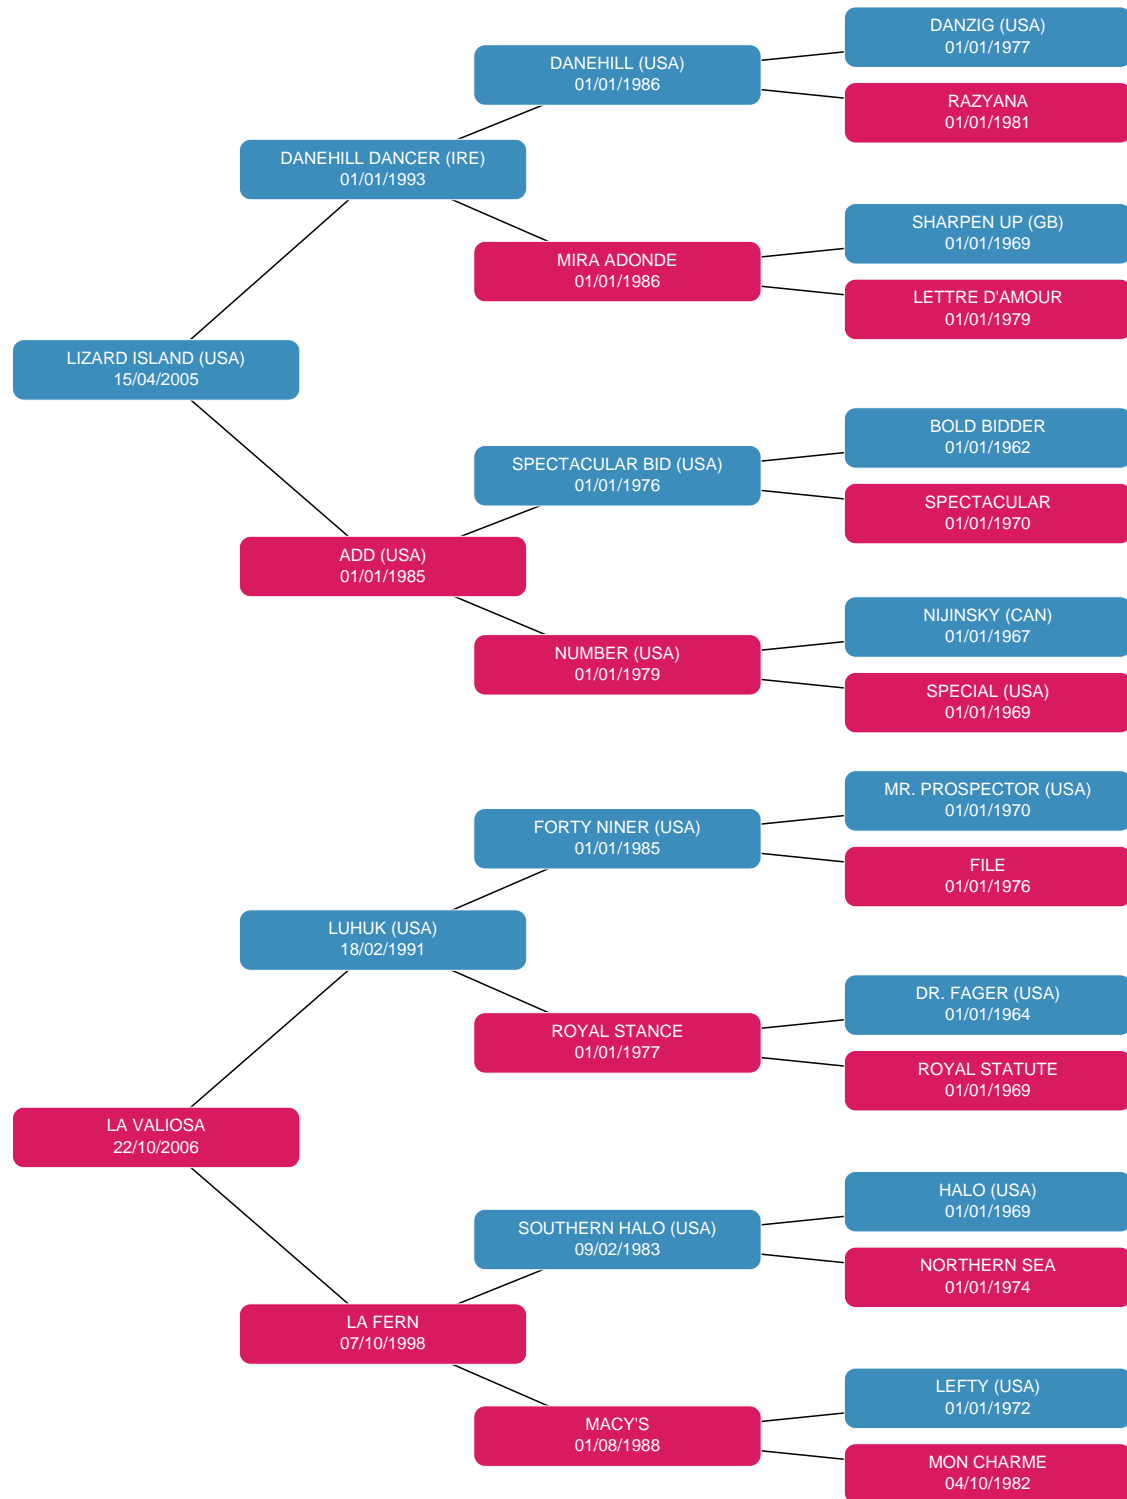 DANZIG (USA)
01/01/1977
DANEHILL (USA)
01/01/1986
RAZYANA
01/01/1981
DANEHILL DANCER (IRE)
01/01/1993
SHARPEN UP (GB)
01/01/1969
MIRA ADONDE
01/01/1986
LETTRE D'AMOUR
01/01/1979
LIZARD ISLAND (USA)
15/04/2005
BOLD BIDDER
01/01/1962
SPECTACULAR BID (USA)
01/01/1976
SPECTACULAR
01/01/1970
ADD (USA)
01/01/1985
NIJINSKY (CAN)
01/01/1967
NUMBER (USA)
01/01/1979
SPECIAL (USA)
01/01/1969
MR. PROSPECTOR (USA)
01/01/1970
FORTY NINER (USA)
01/01/1985
FILE
01/01/1976
LUHUK (USA)
18/02/1991
DR. FAGER (USA)
01/01/1964
ROYAL STANCE
01/01/1977
ROYAL STATUTE
01/01/1969
LA VALIOSA
22/10/2006
HALO (USA)
01/01/1969
SOUTHERN HALO (USA)
09/02/1983
NORTHERN SEA
01/01/1974
LA FERN
07/10/1998
LEFTY (USA)
01/01/1972
MACY'S
01/08/1988
MON CHARME
04/10/1982